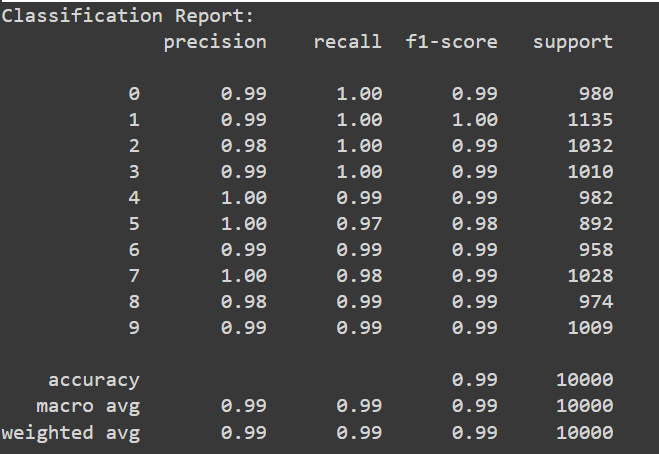 Classification Report:
precision recall f1-score support
0 0.99 1.00 0.99 980
1 0.99 1.00 1.00 1135
2 0.98 1.00 0.99 1032
3 0.99 1.00 0.99 1010
4 1.00 0.99 0.99 982
5 1.00 0.97 0.98 892
6 0.99 0.99 0.99 958
7 1.00 0.98 0.99 1028
8 0.98 0.99 0.99 974
9 0.99 0.99 0.99 1009
accuracy 0.99 10000
macro avg 0.99 0.99 0.99 10000
weighted avg 0.99 0.99 0.99 10000